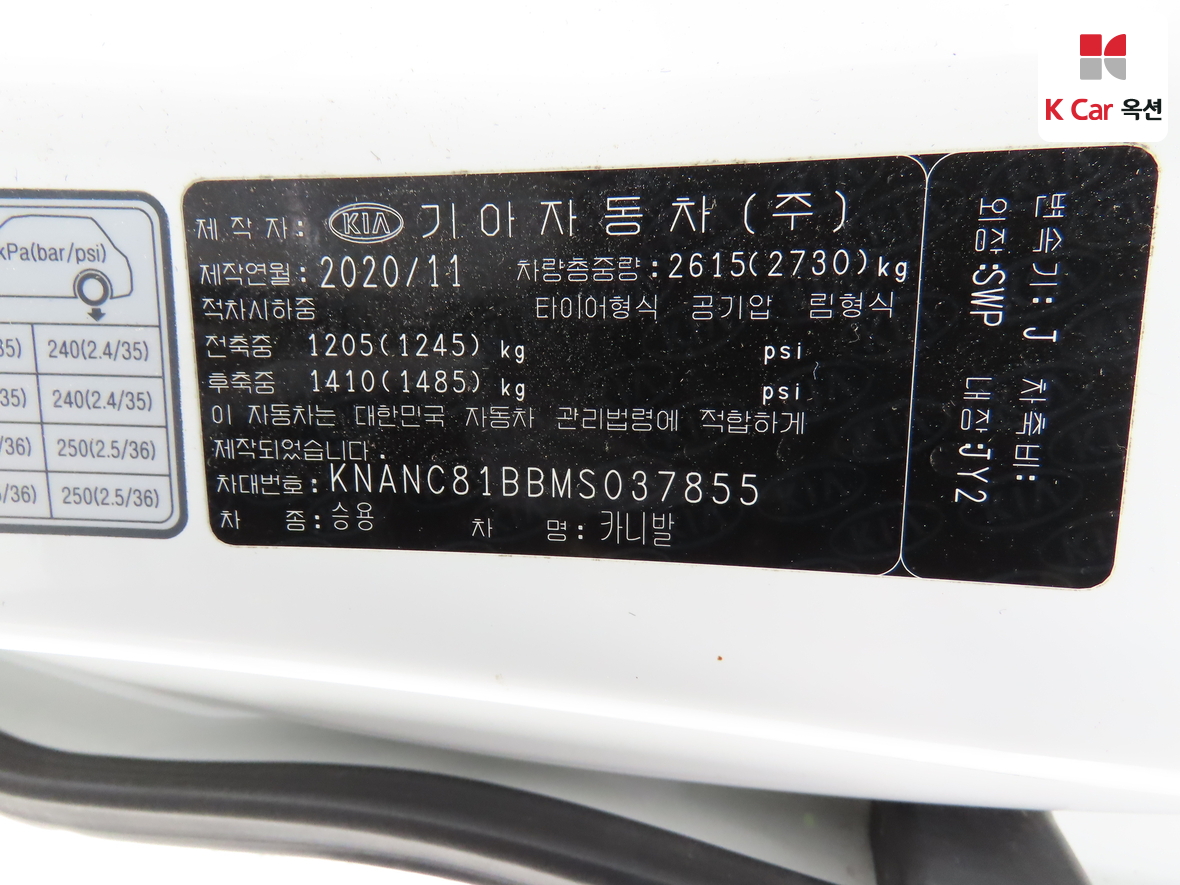 K Car 옥션
kPa(bar/psi)
35) 240(2.4/35)
35) 240(2.4/35)
/36) 250(2.5/36)
/36) 250(2.5/36)
제 작 자 : KIA 기 아 자 동 차 ( 주 )
제작연월 : 2020/11 차량총중량 : 2615(2730)kg
적차시하중 타이어형식 공기압 림형식
전축중 1205(1245) kg psi
후축중 1410(1485) kg psi
이 자동차는 대한민국 자동차 관리법령에 적합하게
제작되었습니다.
차대번호 : KNANC81BBMS037855
차 종 : 승용 차 명 : 카니발
변속기: J 차축비:
외장:SWP 내장:JY2